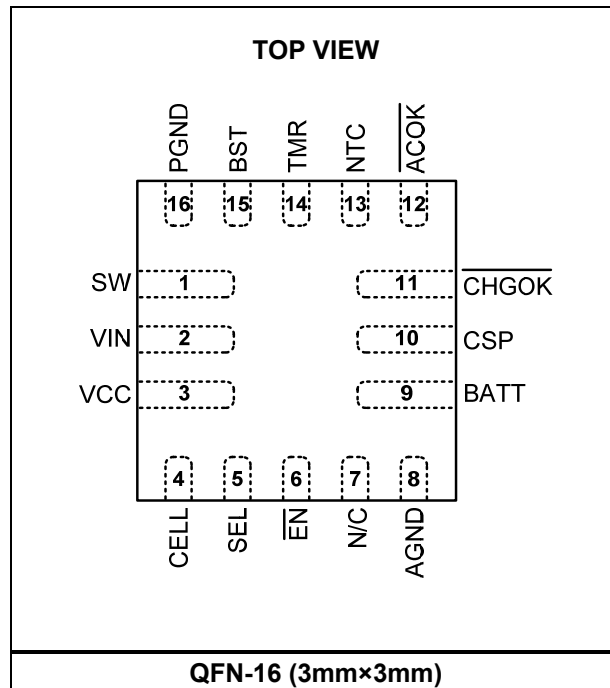 TOP VIEW
PGND
BST
TMR
NTC
ACOK
16
15
14
13
12
SW 1
11 CHGOK
VIN 2
10 CSP
VCC 3
9 BATT
4
5
6
7
8
CELL
SEL
EN
N/C
AGND
QFN-16 (3mm×3mm)